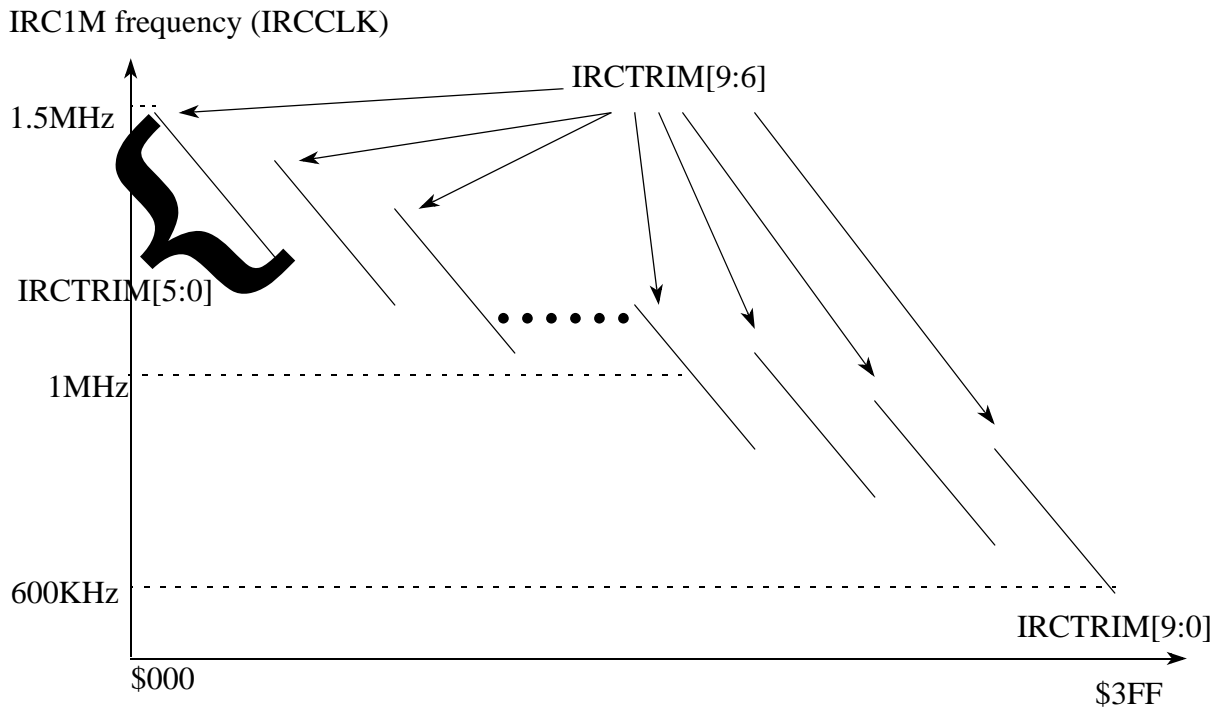 IRC1M frequency (IRCCLK)
IRCTRIM[9:6]
1.5MHz
IRCTRIM[5:0]
1MHz
600KHz
IRCTRIM[9:0]
$000
$3FF